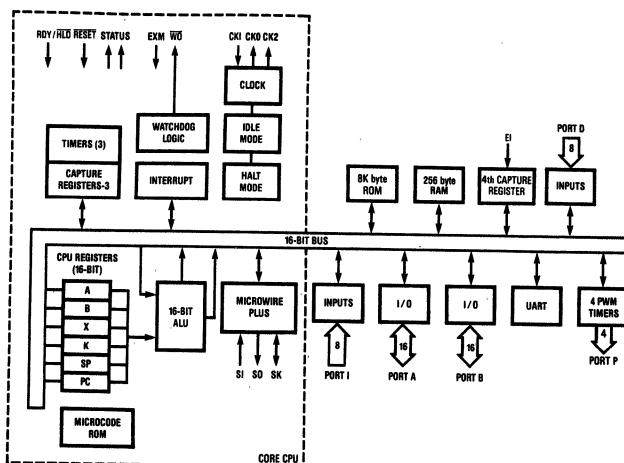 RDY/HLD RESET STATUS EXM WO CKI CKO CK2
CLOCK
TIMERS (3)
CAPTURE
REGISTERS-3
WATCHDOG
LOGIC
INTERRUPT
IDLE
MODE
HALT
MODE
8K byte
ROM
256 byte
RAM
EI
4th CAPTURE
REGISTER
PORT D
8
INPUTS
16-BIT BUS
CPU REGISTERS
(16-BIT)
A
B
X
K
SP
PC
16-BIT
ALU
MICROWIRE
PLUS
SI SO SK
INPUTS
8
PORT I
I/O
16
PORT A
I/O
16
PORT B
UART
4 PWM
TIMERS
4
PORT P
MICROCODE
ROM
CORE CPU